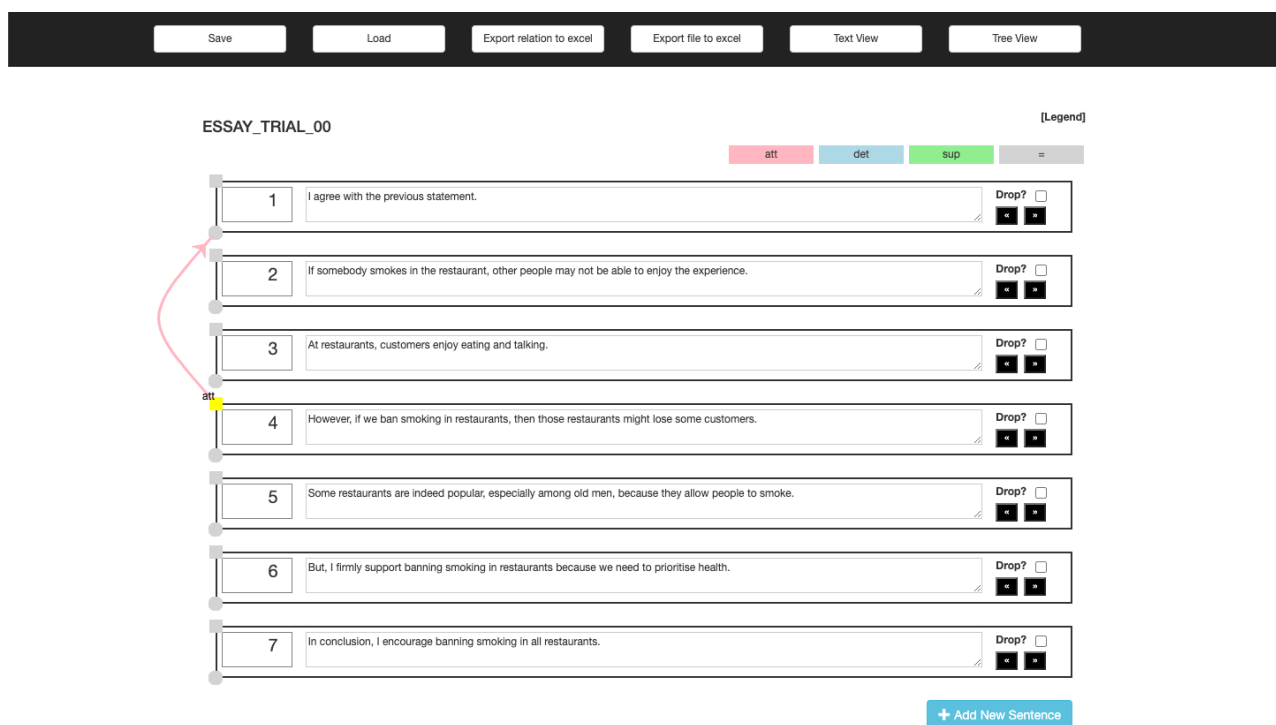 Save Load Export relation to excel Export file to excel Text View Tree View
ESSAY_TRIAL_00
[Legend]
att det sup =
1 I agree with the previous statement. Drop?
« »
2 If somebody smokes in the restaurant, other people may not be able to enjoy the experience. Drop?
« »
3 At restaurants, customers enjoy eating and talking. Drop?
« »
att
4 However, if we ban smoking in restaurants, then those restaurants might lose some customers. Drop?
« »
5 Some restaurants are indeed popular, especially among old men, because they allow people to smoke. Drop?
« »
6 But, I firmly support banning smoking in restaurants because we need to prioritise health. Drop?
« »
7 In conclusion, I encourage banning smoking in all restaurants. Drop?
« »
+ Add New Sentence